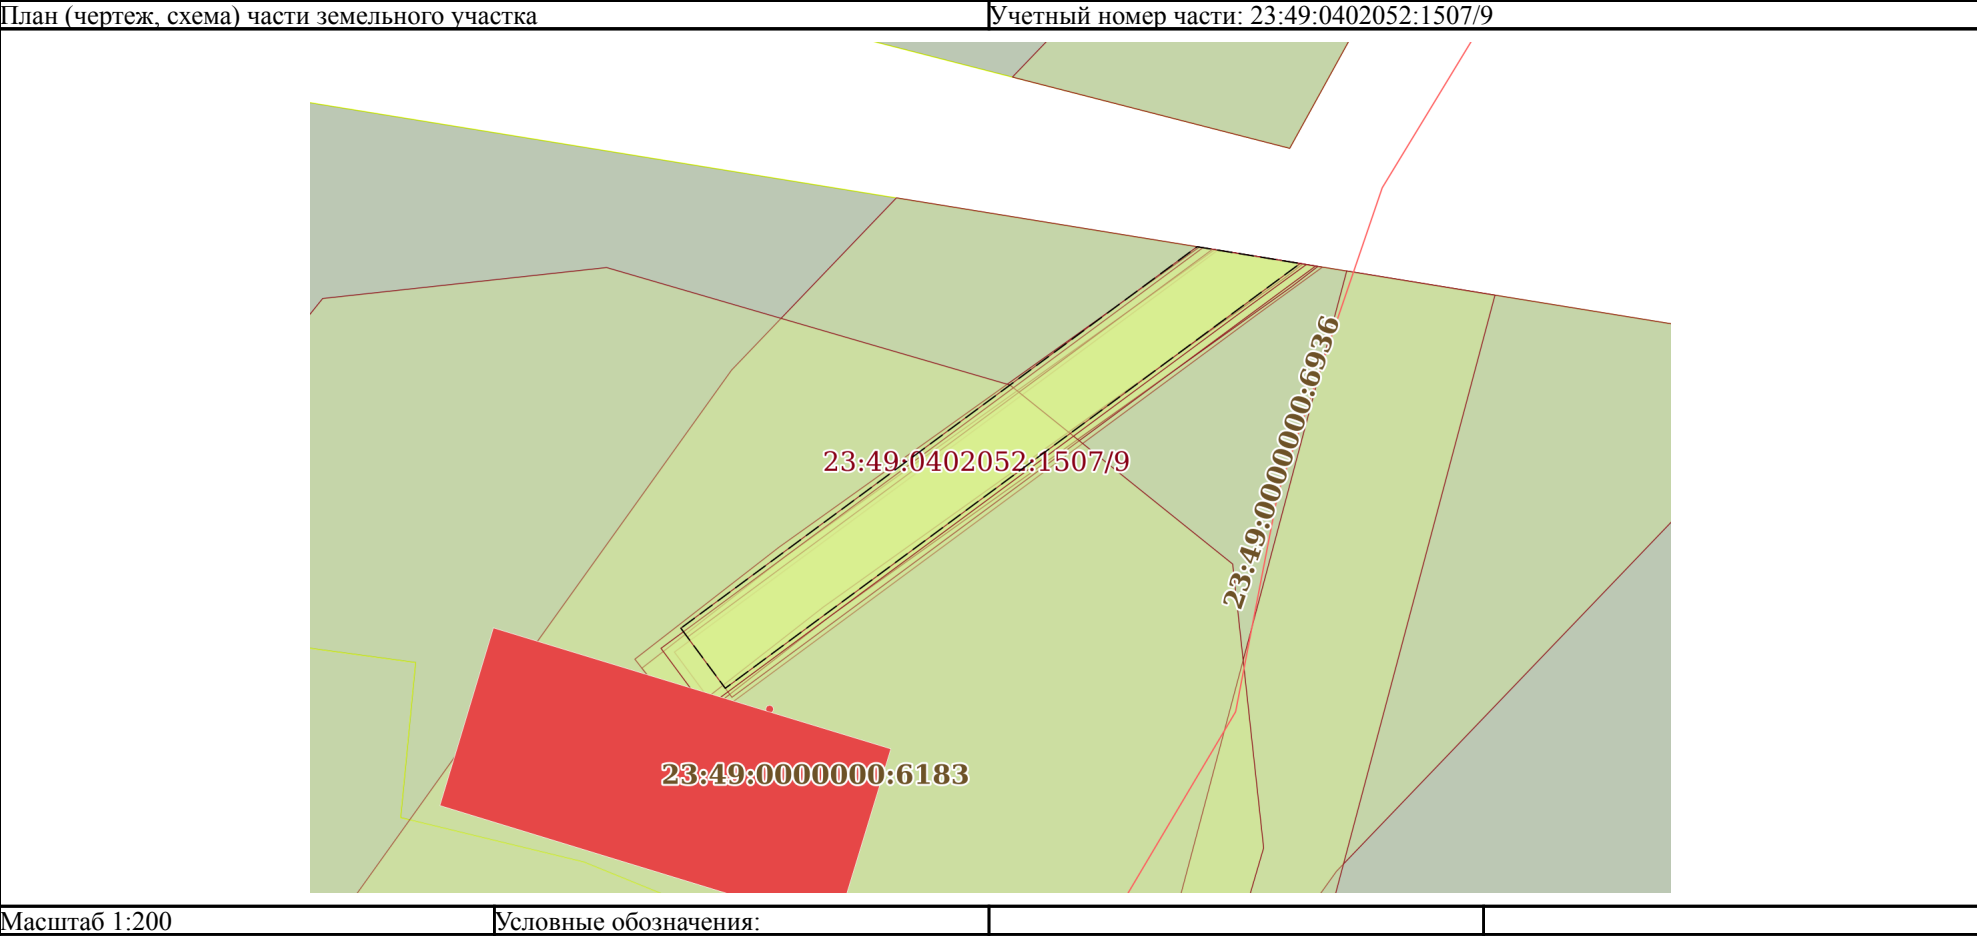 План (чертеж, схема) части земельного участка
Учетный номер части: 23:49:0402052:1507/9
23:49:0000000:6936
23:49:0402052:1507/9
23:49:0000000:6183
Масштаб 1:200
Условные обозначения: